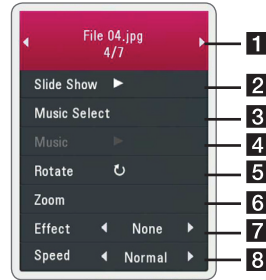 File 04.jpg
4/7
1
Slide Show
2
Music Select
3
Music
4
Rotate
5
Zoom
6
Effect None
7
Speed Normal
8